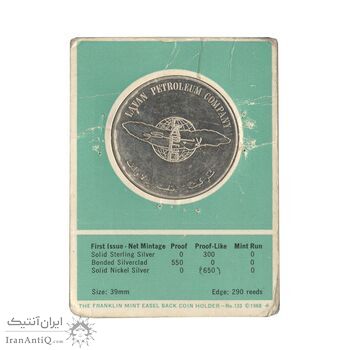 LAVAN PETROLEUM COMPANY
First Issue - Net Mintage Proof Proof-Like Mint Run
Solid Sterling Silver 0 300 0
Bonded Silverclad 550 0 0
Solid Nickel Silver 0 (650) 0
Size: 39mm Edge: 290 reeds
THE FRANKLIN MINT EASEL BACK COIN HOLDER —No. 133 © 1968
ایران آنتیک
IranAntiQ.com